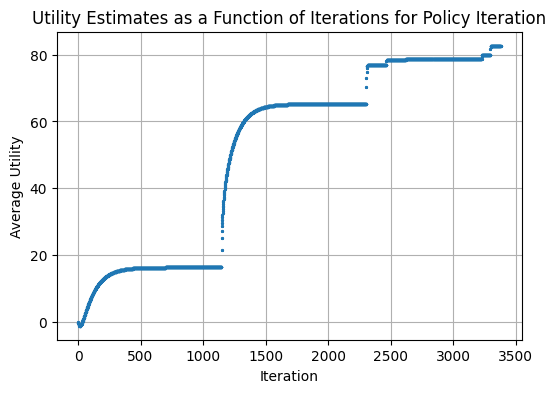 Utility Estimates as a Function of Iterations for Policy Iteration
Average Utility
80
60
40
20
0
0 500 1000 1500 2000 2500 3000 3500
Iteration